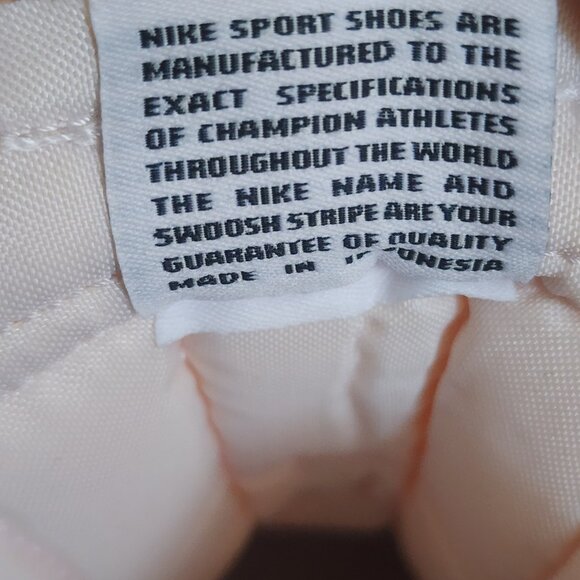 NIKE SPORT SHOES ARE
MANUFACTURED TO THE
EXACT SPECIFICATIONS
OF CHAMPION ATHLETES
THROUGHOUT THE WORLD
THE NIKE NAME AND
SWOOSH STRIPE ARE YOUR
GUARANTEE OF QUALITY
MADE IN INDONESIA